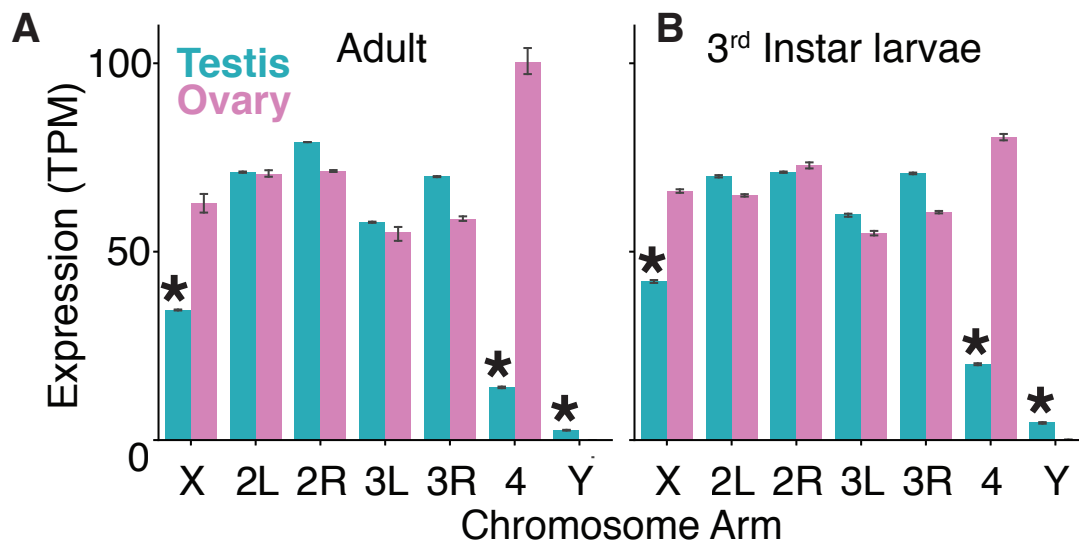 A
Adult
B
3rd Instar larvae
Testis
Ovary
Expression (TPM)
100
50
0
* * *
* * *
X 2L 2R 3L 3R 4 Y
X 2L 2R 3L 3R 4 Y
Chromosome Arm